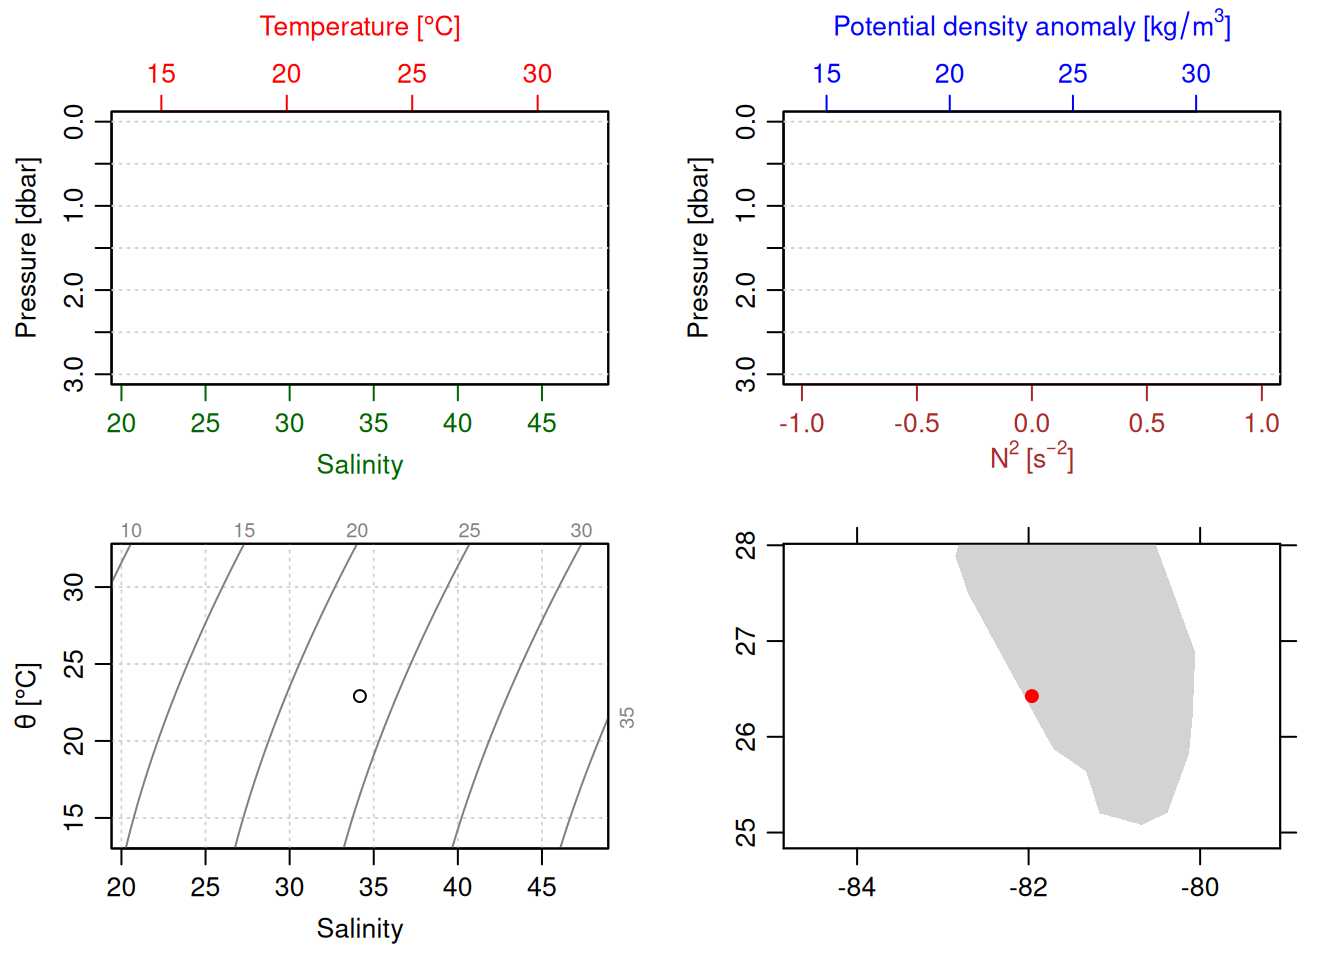 Temperature [°C]
15 20 25 30
0.0
1.0
2.0
3.0
Pressure [dbar]
20 25 30 35 40 45
Salinity
Potential density anomaly [kg/m³]
15 20 25 30
0.0
1.0
2.0
3.0
Pressure [dbar]
-1.0 -0.5 0.0 0.5 1.0
N² [s⁻²]
10 15 20 25 30
35
30
25
20
15
θ [°C]
20 25 30 35 40 45
Salinity
28
27
26
25
-84 -82 -80